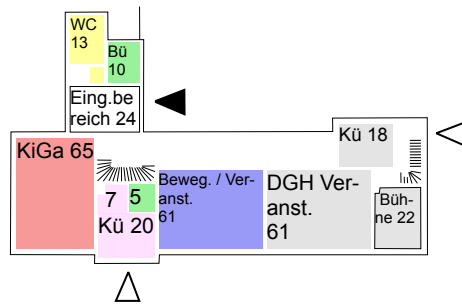 WC
13
Bü
10
Eing.be
reich 24
KiGa 65
Kü 18
7
5
Kü 20
Beweg. / Ver-
anst.
61
DGH Ver-
anst.
61
Büh-
ne 22